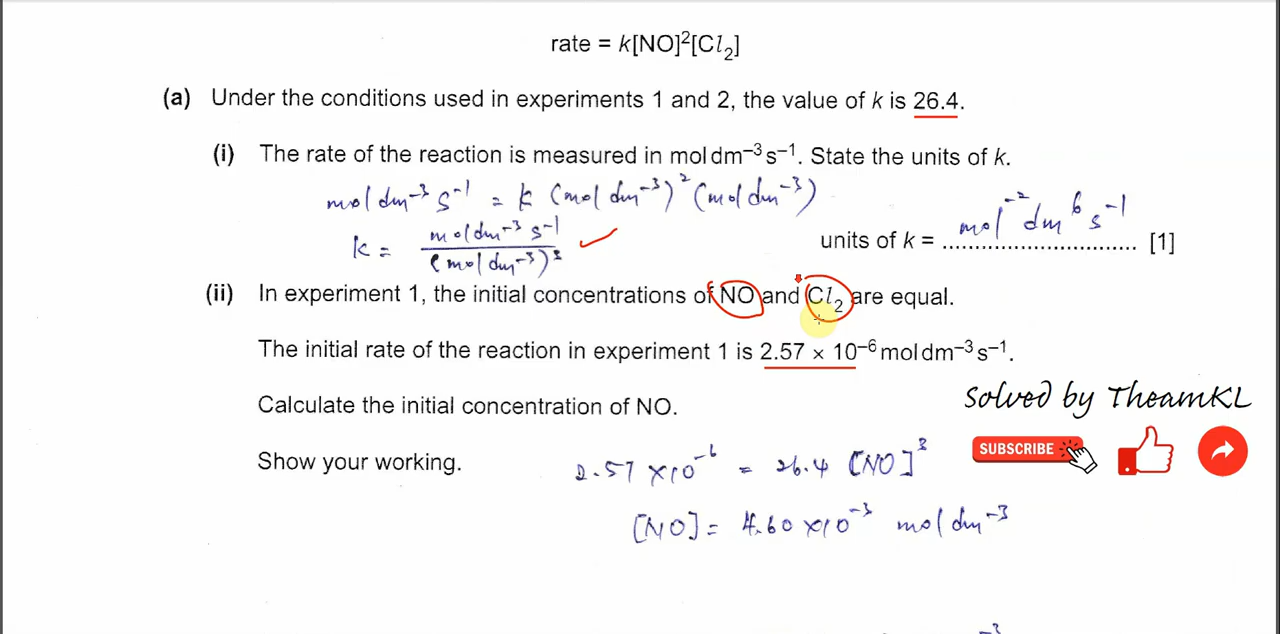 rate = k[NO]²[Cl₂]
(a) Under the conditions used in experiments 1 and 2, the value of k is 26.4.
(i) The rate of the reaction is measured in mol dm⁻³ s⁻¹. State the units of k.
mol dm⁻³ s⁻¹ = k (mol dm⁻³)² (mol dm⁻³)
k = mol dm⁻³ s⁻¹ / (mol dm⁻³)³
units of k = mol⁻² dm⁶ s⁻¹ [1]
(ii) In experiment 1, the initial concentrations of NO and Cl₂ are equal.
The initial rate of the reaction in experiment 1 is 2.57 × 10⁻⁶ mol dm⁻³ s⁻¹.
Calculate the initial concentration of NO.
Solved by TheamKL
SUBSCRIBE
Show your working.
2.57 × 10⁻⁶ = 26.4 [NO]³
[NO] = 4.60 × 10⁻³ mol dm⁻³